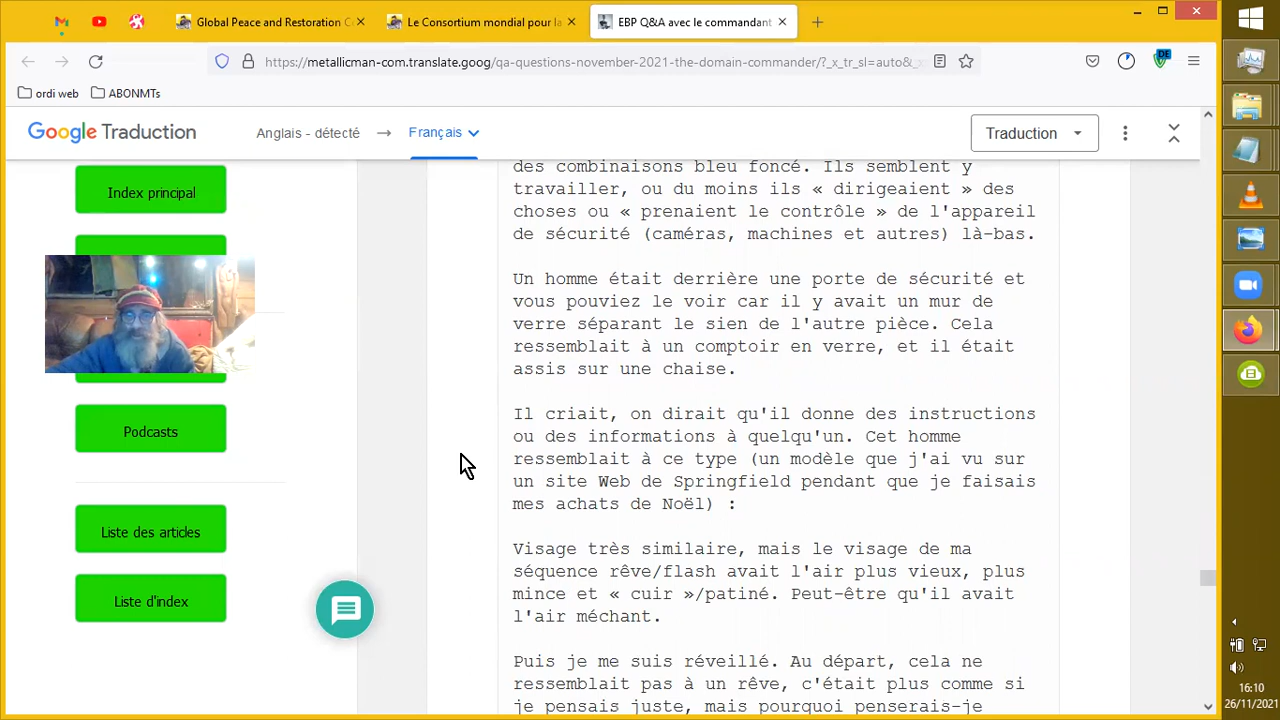 Global Peace and Restoration C
Le Consortium mondial pour la
EBP Q&A avec le commandant
https://metallicman-com.translate.goog/qa-questions-november-2021-the-domain-commander/?_x_tr_sl=auto&_x
DE
ordi web
ABONMTs
Google Traduction
Anglais - détecté
Français
Traduction
Index principal
Podcasts
Liste des articles
Liste d'index
des combinaisons bleu foncé. Ils semblent y
travailler, ou du moins ils « dirigeaient » des
choses ou « prenaient le contrôle » de l'appareil
de sécurité (caméras, machines et autres) là-bas.
Un homme était derrière une porte de sécurité et
vous pouviez le voir car il y avait un mur de
verre séparant le sien de l'autre pièce. Cela
ressemblait à un comptoir en verre, et il était
assis sur une chaise.
Il criait, on dirait qu'il donne des instructions
ou des informations à quelqu'un. Cet homme
ressemblait à ce type (un modèle que j'ai vu sur
un site Web de Springfield pendant que je faisais
mes achats de Noël) :
Visage très similaire, mais le visage de ma
séquence rêve/flash avait l'air plus vieux, plus
mince et « cuir »/patiné. Peut-être qu'il avait
l'air méchant.
Puis je me suis réveillé. Au départ, cela ne
ressemblait pas à un rêve, c'était plus comme si
je pensais juste, mais pourquoi penserais-je
16:10
26/11/2021